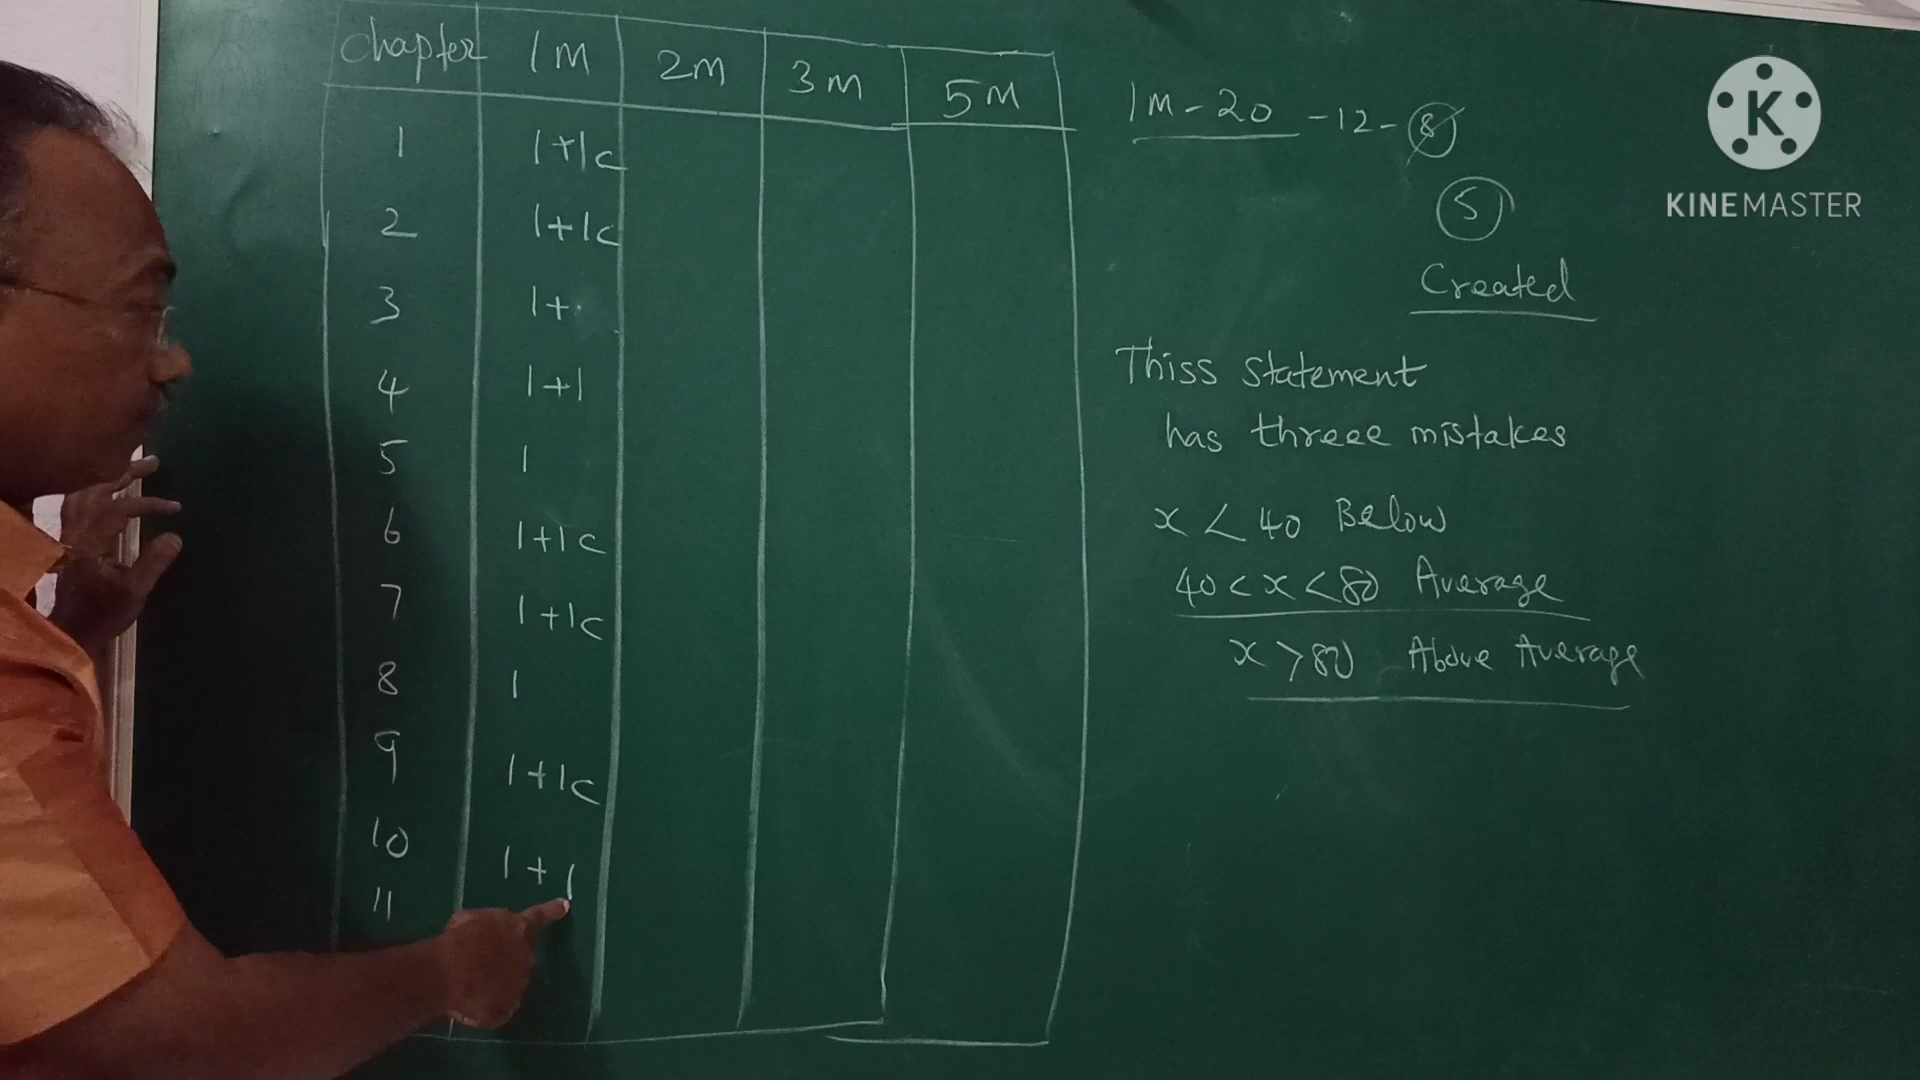 chapter 1M 2M 3M 5M
1 1+1c
2 1+1c
3 1+
4 1+1
5 1
6 1+1c
7 1+1c
8 1
9 1+1c
10 1+1
11
1M - 20 - 12 - 8
5
Created
Thiss statement
has threee mistakes
x < 40 Below
40 < x < 80 Average
x > 80 Above Average
KINEMASTER